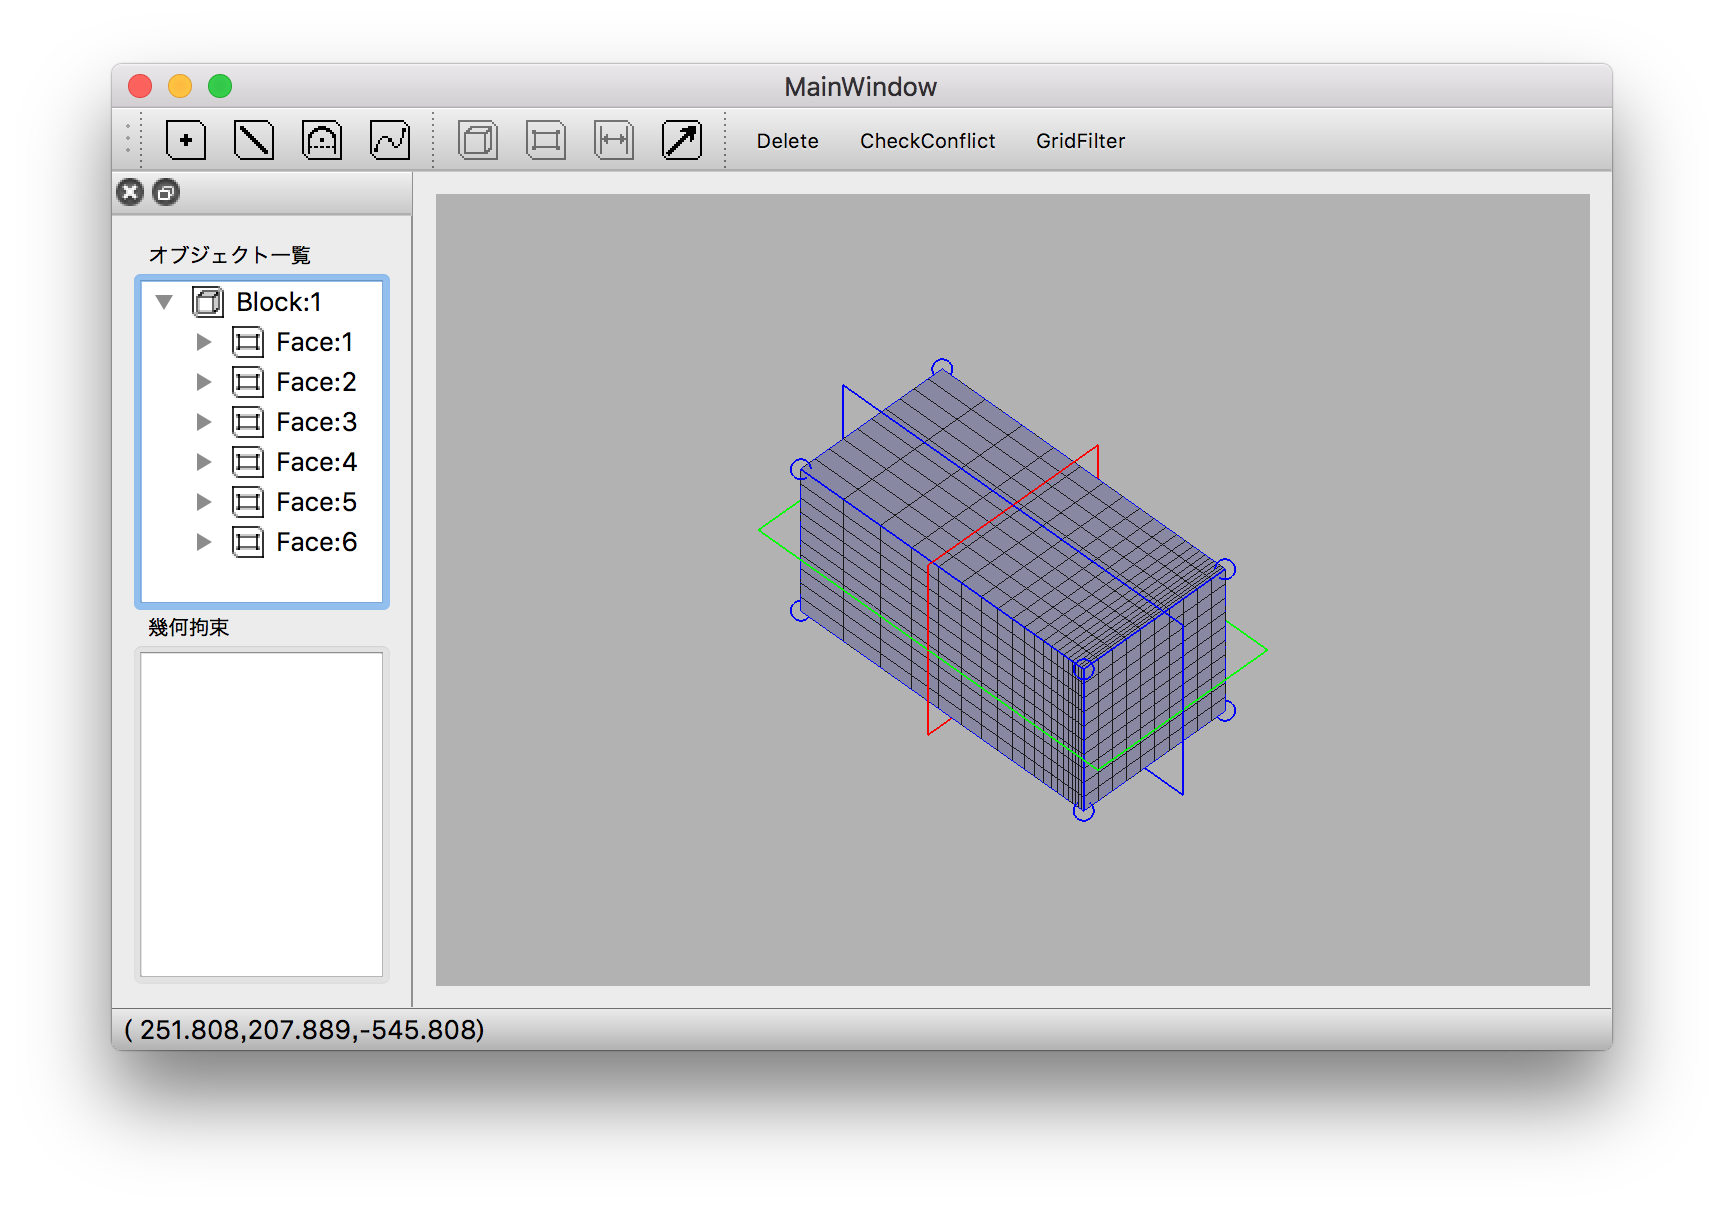 MainWindow
Delete CheckConflict GridFilter
オブジェクト一覧
Block:1
Face:1
Face:2
Face:3
Face:4
Face:5
Face:6
幾何拘束
( 251.808,207.889,-545.808)